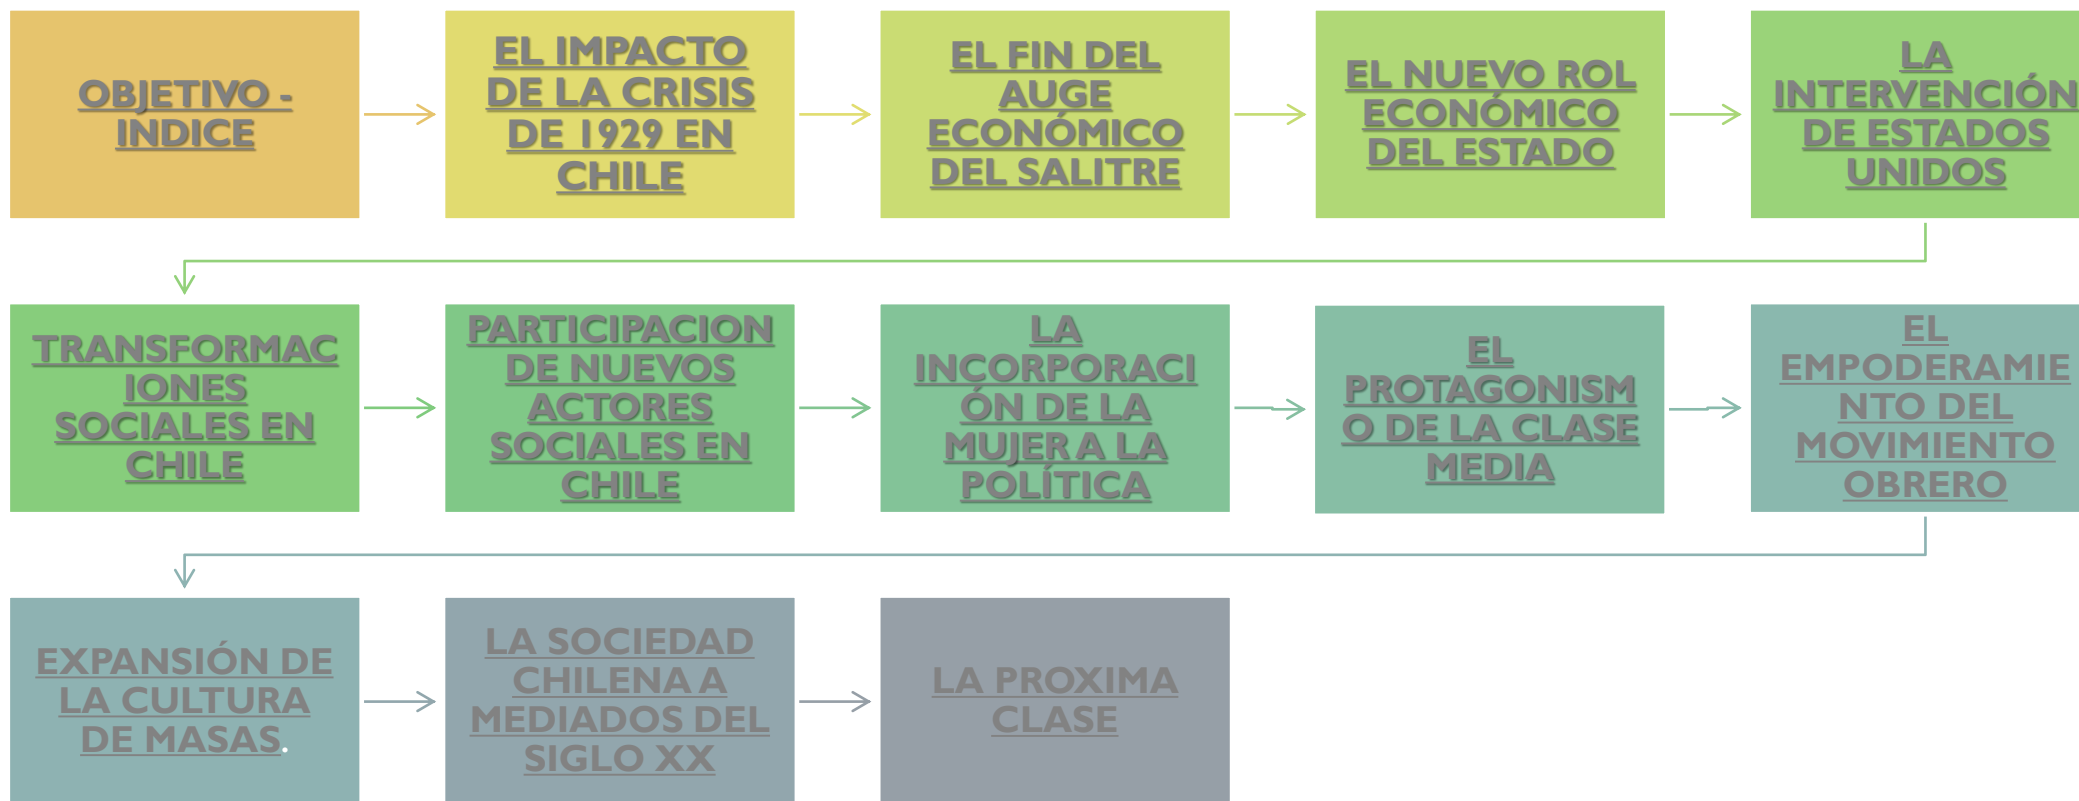 OBJETIVO -
INDICE
EL IMPACTO
DE LA CRISIS
DE 1929 EN
CHILE
EL FIN DEL
AUGE
ECONÓMICO
DEL SALITRE
EL NUEVO ROL
ECONÓMICO
DEL ESTADO
LA
INTERVENCIÓN
DE ESTADOS
UNIDOS
TRANSFORMAC
IONES
SOCIALES EN
CHILE
PARTICIPACION
DE NUEVOS
ACTORES
SOCIALES EN
CHILE
LA
INCORPORACI
ÓN DE LA
MUJER A LA
POLÍTICA
EL
PROTAGONISM
O DE LA CLASE
MEDIA
EL
EMPODERAMIE
NTO DEL
MOVIMIENTO
OBRERO
EXPANSIÓN DE
LA CULTURA
DE MASAS.
LA SOCIEDAD
CHILENA A
MEDIADOS DEL
SIGLO XX
LA PROXIMA
CLASE